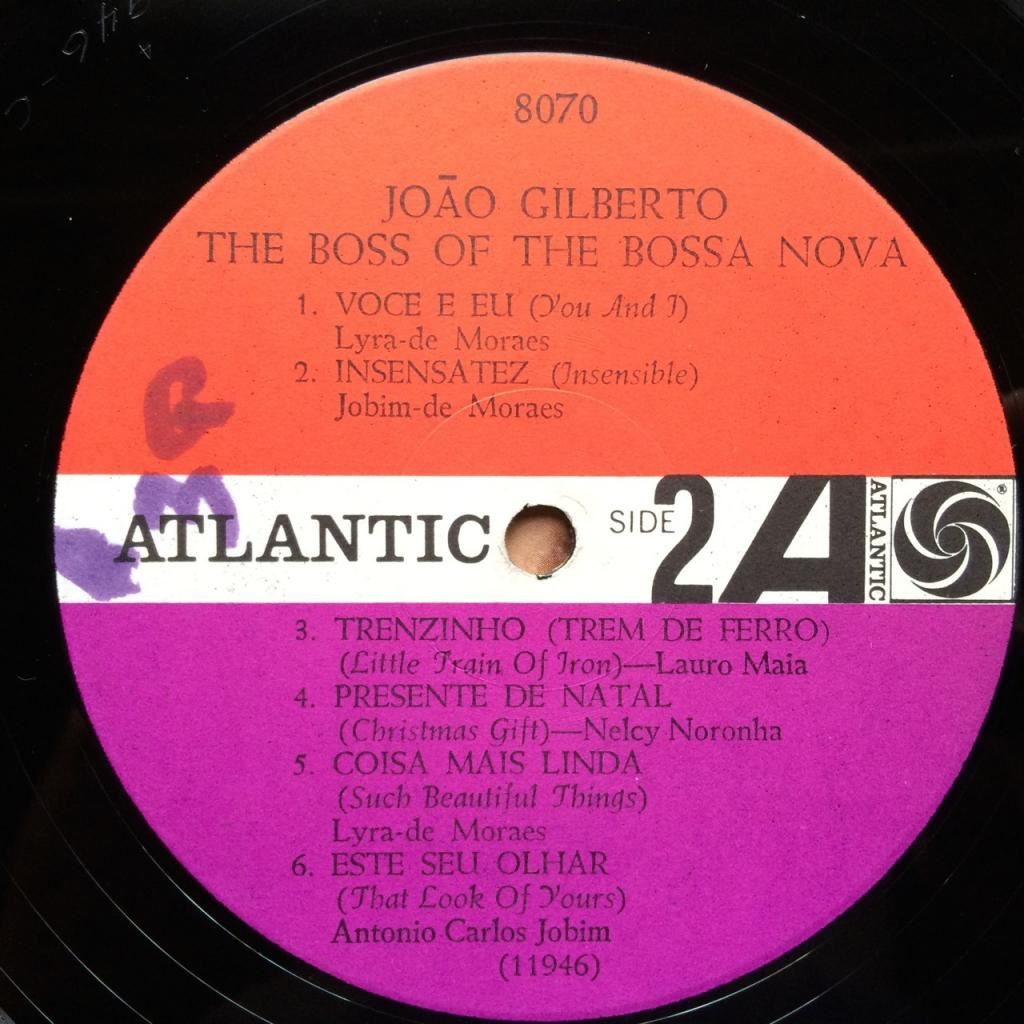 8070
JOĀO GILBERTO
THE BOSS OF THE BOSSA NOVA
1. VOCE E EU (You And I)
Lyra-de Moraes
2. INSENSATEZ (Insensible)
Jobim-de Moraes
ATLANTIC
SIDE 2
A
ATLANTIC
®
3. TRENZINHO (TREM DE FERRO)
(Little Train Of Iron)—Lauro Maia
4. PRESENTE DE NATAL
(Christmas Gift)—Nelcy Noronha
5. COISA MAIS LINDA
(Such Beautiful Things)
Lyra-de Moraes
6. ESTE SEU OLHAR
(That Look Of Yours)
Antonio Carlos Jobim
(11946)